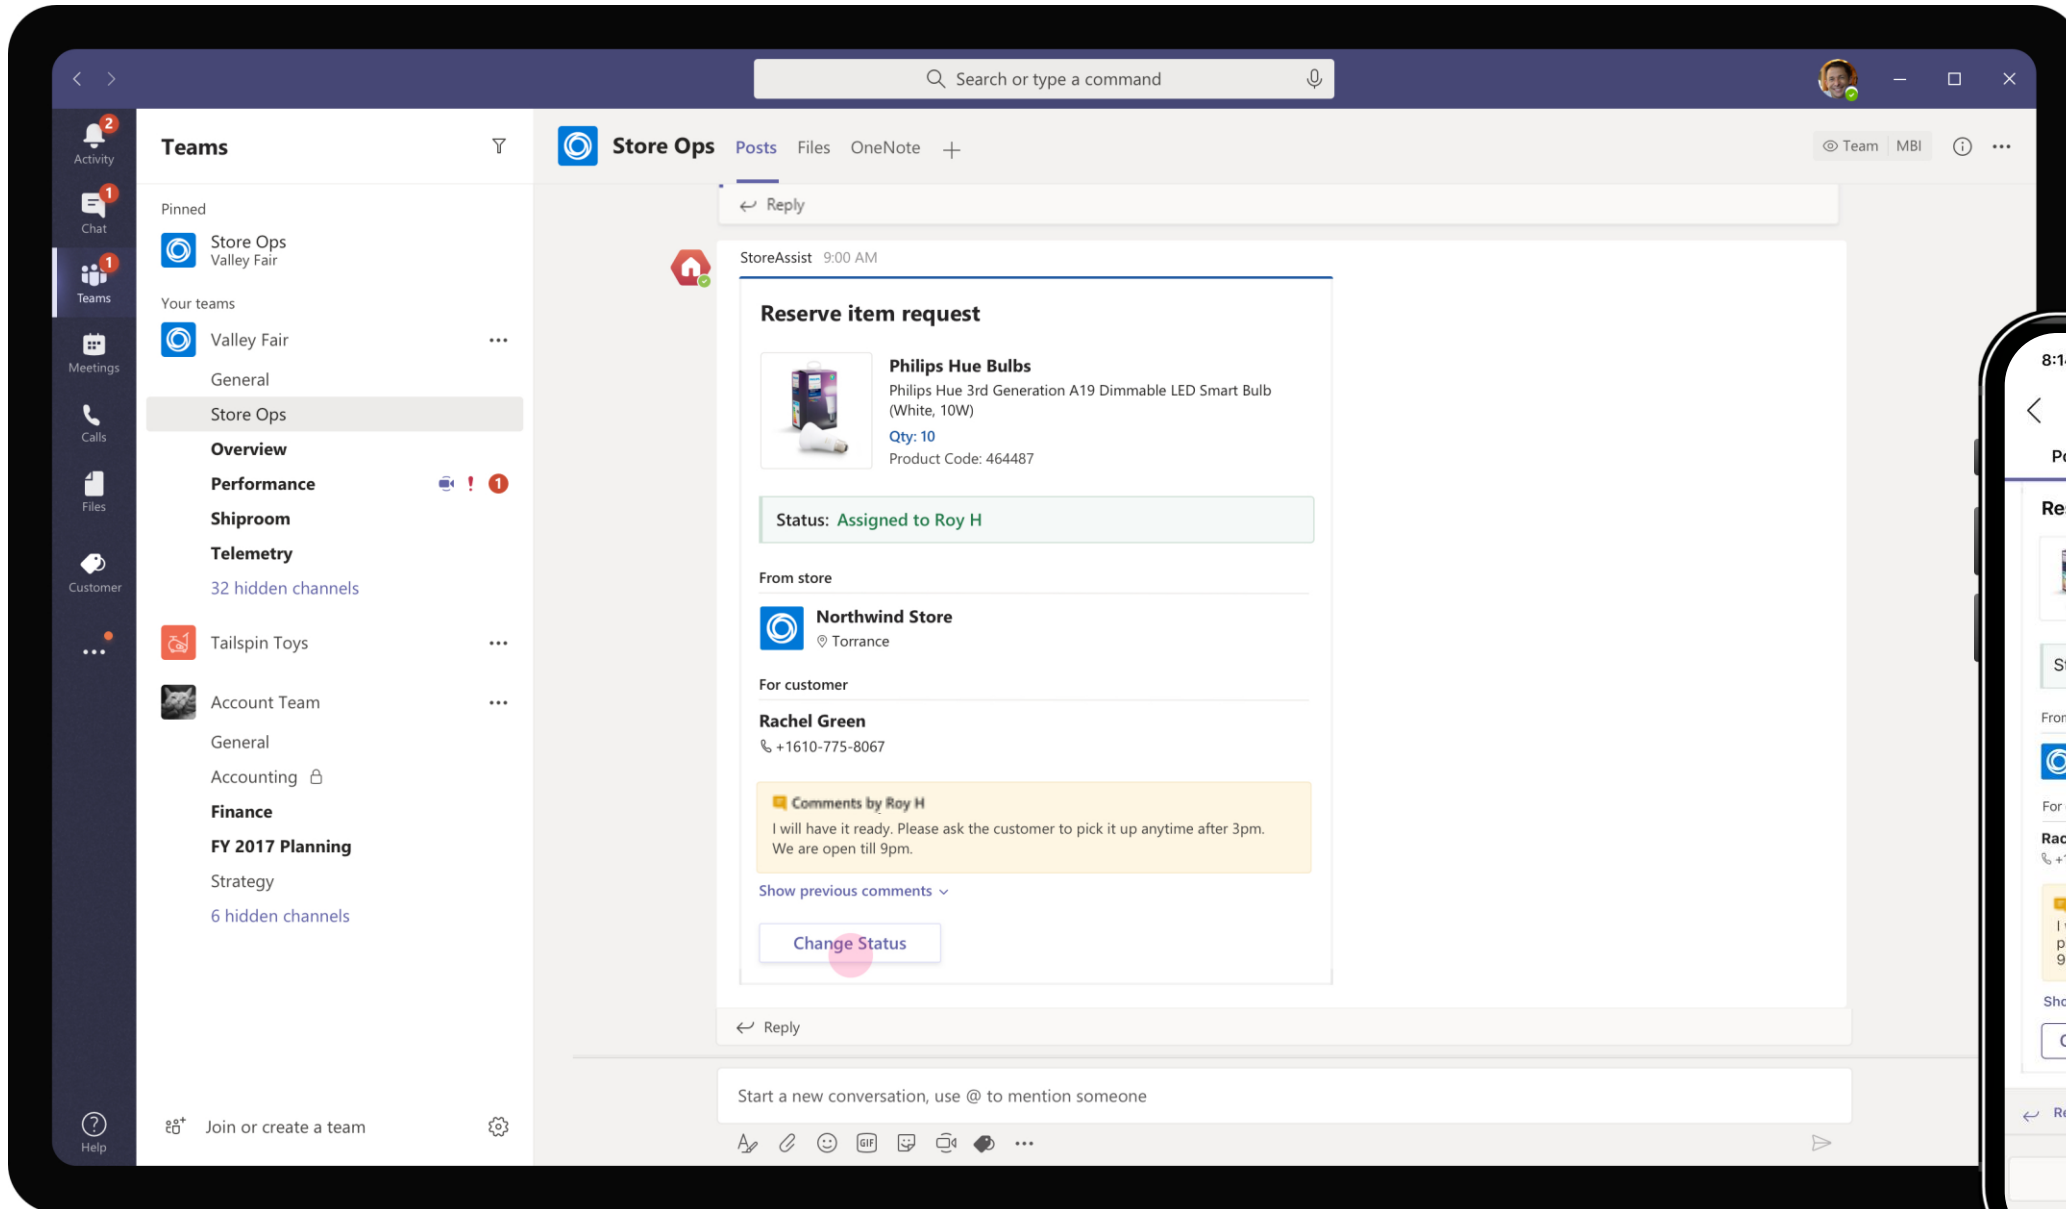 Search or type a command
2
Activity
1
Chat
1
Teams
Meetings
Calls
Files
Customer
Help
Teams
Pinned
Store Ops
Valley Fair
Your teams
Valley Fair
General
Store Ops
Overview
Performance ! 1
Shiproom
Telemetry
32 hidden channels
Tailspin Toys
Account Team
General
Accounting
Finance
FY 2017 Planning
Strategy
6 hidden channels
Join or create a team
Store Ops Posts Files OneNote
Team MBI
Reply
StoreAssist 9:00 AM
Reserve item request
Philips Hue Bulbs
Philips Hue 3rd Generation A19 Dimmable LED Smart Bulb
(White, 10W)
Qty: 10
Product Code: 464487
Status: Assigned to Roy H
From store
Northwind Store
Torrance
For customer
Rachel Green
+1610-775-8067
Comments by Roy H
I will have it ready. Please ask the customer to pick it up anytime after 3pm.
We are open till 9pm.
Show previous comments
Change Status
Reply
Start a new conversation, use @ to mention someone
GIF
For